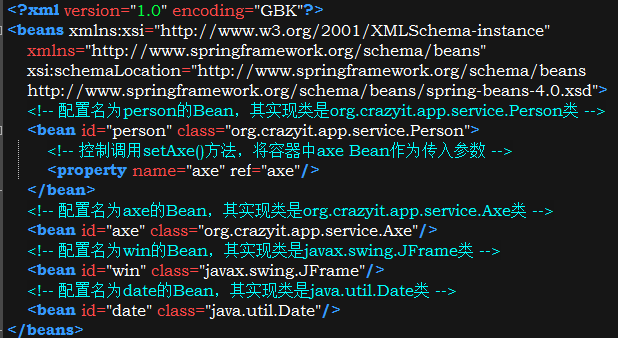 <?xml version="1.0" encoding="GBK"?>
<beans xmlns:xsi="http://www.w3.org/2001/XMLSchema-instance"
xmlns="http://www.springframework.org/schema/beans"
xsi:schemaLocation="http://www.springframework.org/schema/beans
http://www.springframework.org/schema/beans/spring-beans-4.0.xsd">
<!-- 配置名为person的Bean，其实现类是org.crazyit.app.service.Person类 -->
<bean id="person" class="org.crazyit.app.service.Person">
<!-- 控制调用setAxe()方法，将容器中axe Bean作为传入参数 -->
<property name="axe" ref="axe"/>
</bean>
<!-- 配置名为axe的Bean，其实现类是org.crazyit.app.service.Axe类 -->
<bean id="axe" class="org.crazyit.app.service.Axe"/>
<!-- 配置名为win的Bean，其实现类是javax.swing.JFrame类 -->
<bean id="win" class="javax.swing.JFrame"/>
<!-- 配置名为date的Bean，其实现类是java.util.Date类 -->
<bean id="date" class="java.util.Date"/>
</beans>